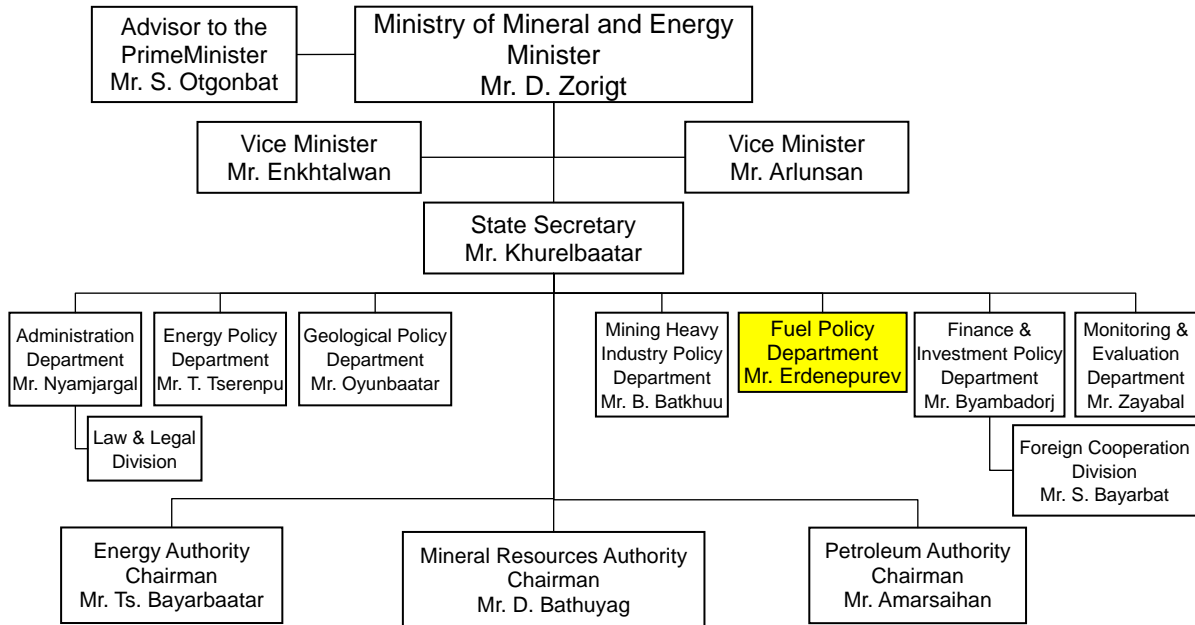 Advisor to the
PrimeMinister
Mr. S. Otgonbat
Ministry of Mineral and Energy
Minister
Mr. D. Zorigt
Vice Minister
Mr. Enkhtalwan
Vice Minister
Mr. Arlunsan
State Secretary
Mr. Khurelbaatar
Administration
Department
Mr. Nyamjargal
Energy Policy
Department
Mr. T. Tserenpu
Geological Policy
Department
Mr. Oyunbaatar
Mining Heavy
Industry Policy
Department
Mr. B. Batkhuu
Fuel Policy
Department
Mr. Erdenepurev
Finance &
Investment Policy
Department
Mr. Byambadorj
Monitoring &
Evaluation
Department
Mr. Zayabal
Law & Legal
Division
Foreign Cooperation
Division
Mr. S. Bayarbat
Energy Authority
Chairman
Mr. Ts. Bayarbaatar
Mineral Resources Authority
Chairman
Mr. D. Bathuyag
Petroleum Authority
Chairman
Mr. Amarsaihan